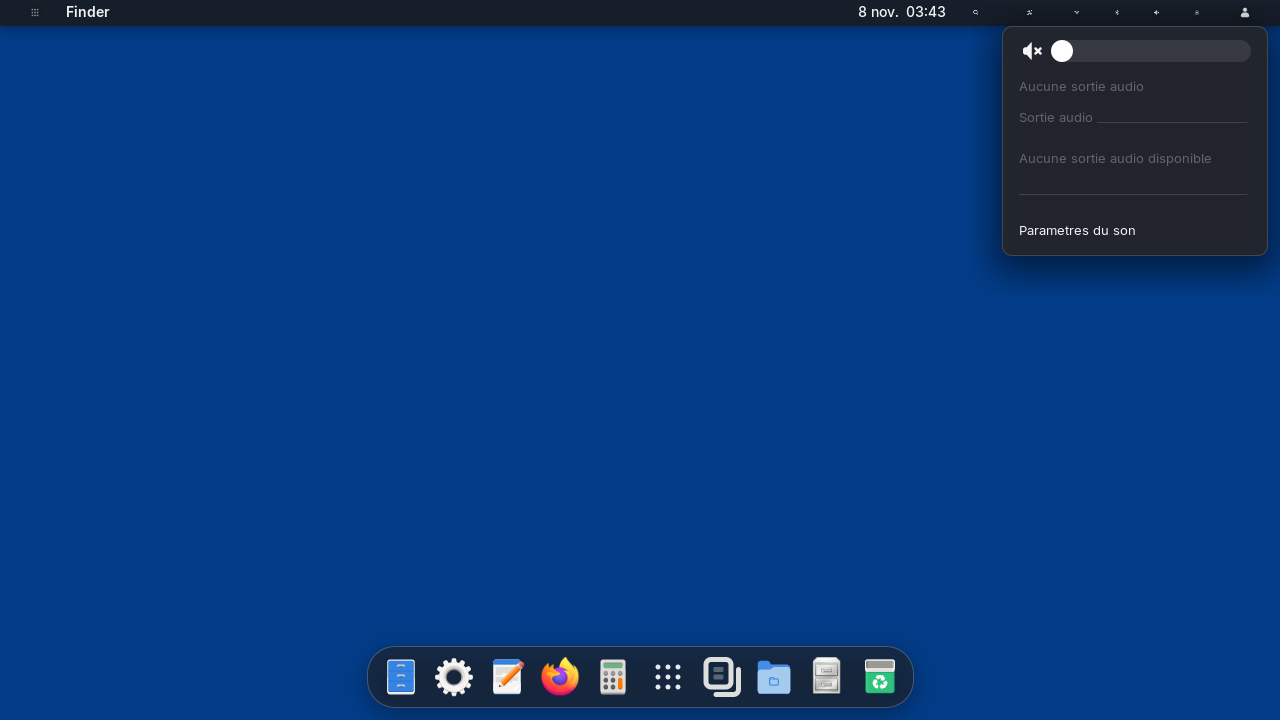 Finder
8 nov.  03:43
Aucune sortie audio
Sortie audio
Aucune sortie audio disponible
Parametres du son